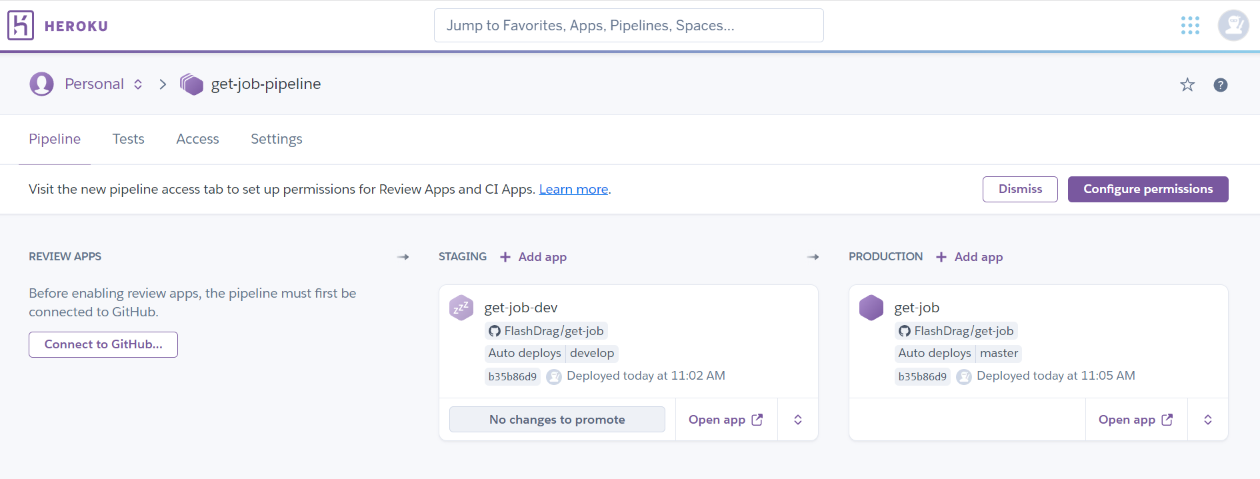 HEROKU
Jump to Favorites, Apps, Pipelines, Spaces...
Personal get-job-pipeline
?
Pipeline Tests Access Settings
Visit the new pipeline access tab to set up permissions for Review Apps and CI Apps. Learn more.
Dismiss Configure permissions
REVIEW APPS
Before enabling review apps, the pipeline must first be
connected to GitHub.
Connect to GitHub...
STAGING + Add app
zzz
get-job-dev
FlashDrag/get-job
Auto deploys develop
b35b86d9 Deployed today at 11:02 AM
No changes to promote Open app
PRODUCTION + Add app
get-job
FlashDrag/get-job
Auto deploys master
b35b86d9 Deployed today at 11:05 AM
Open app